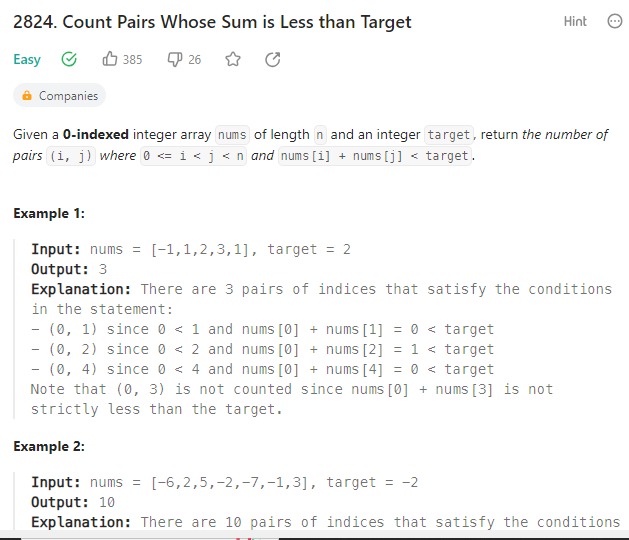 2824. Count Pairs Whose Sum is Less than Target
Hint
Easy
385
26
Companies
Given a 0-indexed integer array nums of length n and an integer target, return the number of
pairs (i, j) where 0 <= i < j < n and nums[i] + nums[j] < target.
Example 1:
Input: nums = [-1,1,2,3,1], target = 2
Output: 3
Explanation: There are 3 pairs of indices that satisfy the conditions
in the statement:
- (0, 1) since 0 < 1 and nums[0] + nums[1] = 0 < target
- (0, 2) since 0 < 2 and nums[0] + nums[2] = 1 < target
- (0, 4) since 0 < 4 and nums[0] + nums[4] = 0 < target
Note that (0, 3) is not counted since nums[0] + nums[3] is not
strictly less than the target.
Example 2:
Input: nums = [-6,2,5,-2,-7,-1,3], target = -2
Output: 10
Explanation: There are 10 pairs of indices that satisfy the conditions